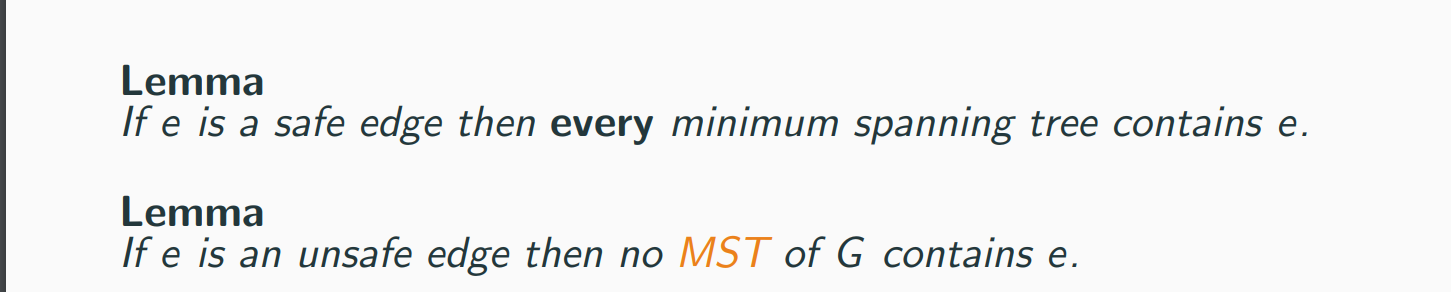 Lemma
If e is a safe edge then every minimum spanning tree contains e.
Lemma
If e is an unsafe edge then no MST of G contains e.